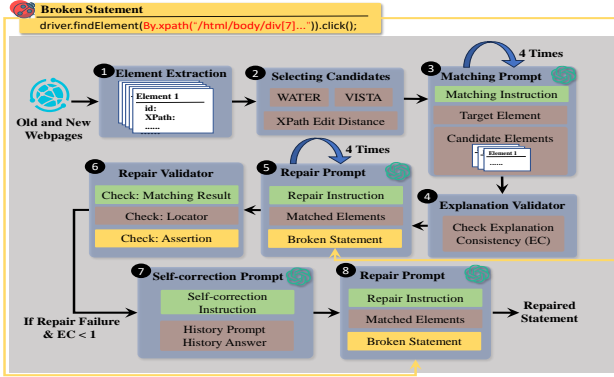 Broken Statement
driver.findElement(By.xpath("/html/body/div[7]...")).click();
Old and New
Webpages
1
Element Extraction
Element 1
id:
XPath:
......
2
Selecting Candidates
WATER
VISTA
XPath Edit Distance
4 Times
3
Matching Prompt
Matching Instruction
Target Element
Candidate Elements
Element 1
......
4
Explanation Validator
Check Explanation
Consistency (EC)
4 Times
5
Repair Prompt
Repair Instruction
Matched Elements
Broken Statement
6
Repair Validator
Check: Matching Result
Check: Locator
Check: Assertion
If Repair Failure
& EC < 1
7
Self-correction Prompt
Self-correction
Instruction
History Prompt
History Answer
8
Repair Prompt
Repair Instruction
Matched Elements
Broken Statement
Repaired
Statement